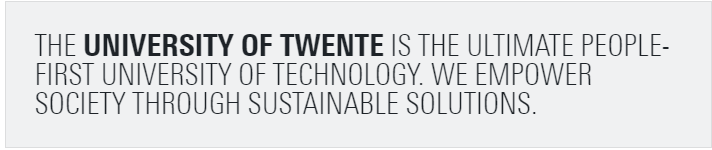 THE UNIVERSITY OF TWENTE IS THE ULTIMATE PEOPLE-
FIRST UNIVERSITY OF TECHNOLOGY. WE EMPOWER
SOCIETY THROUGH SUSTAINABLE SOLUTIONS.